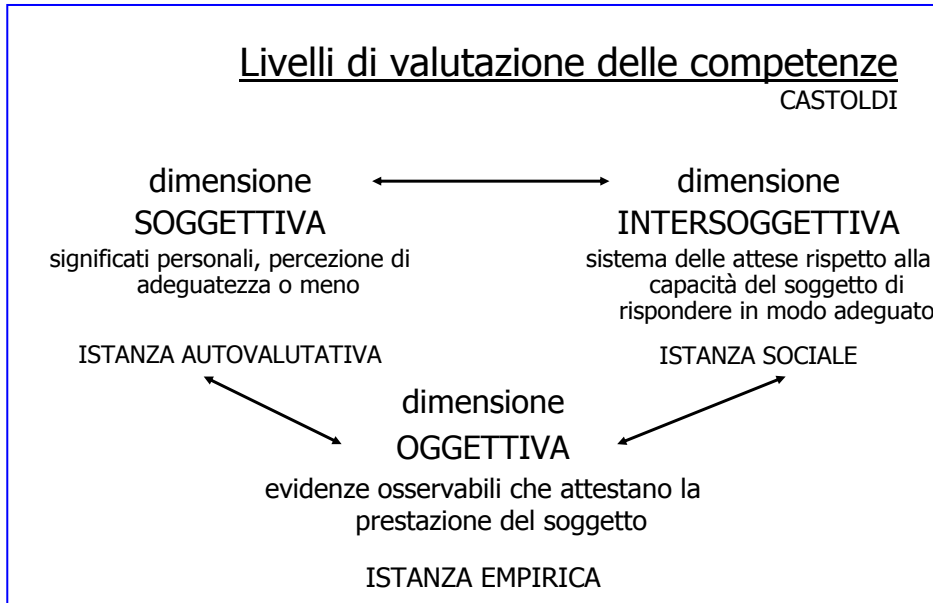 Livelli di valutazione delle competenze
CASTOLDI
dimensione
SOGGETTIVA
significati personali, percezione di
adeguatezza o meno
ISTANZA AUTOVALUTATIVA
dimensione
INTERSOGGETTIVA
sistema delle attese rispetto alla
capacità del soggetto di
rispondere in modo adeguato
ISTANZA SOCIALE
dimensione
OGGETTIVA
evidenze osservabili che attestano la
prestazione del soggetto
ISTANZA EMPIRICA